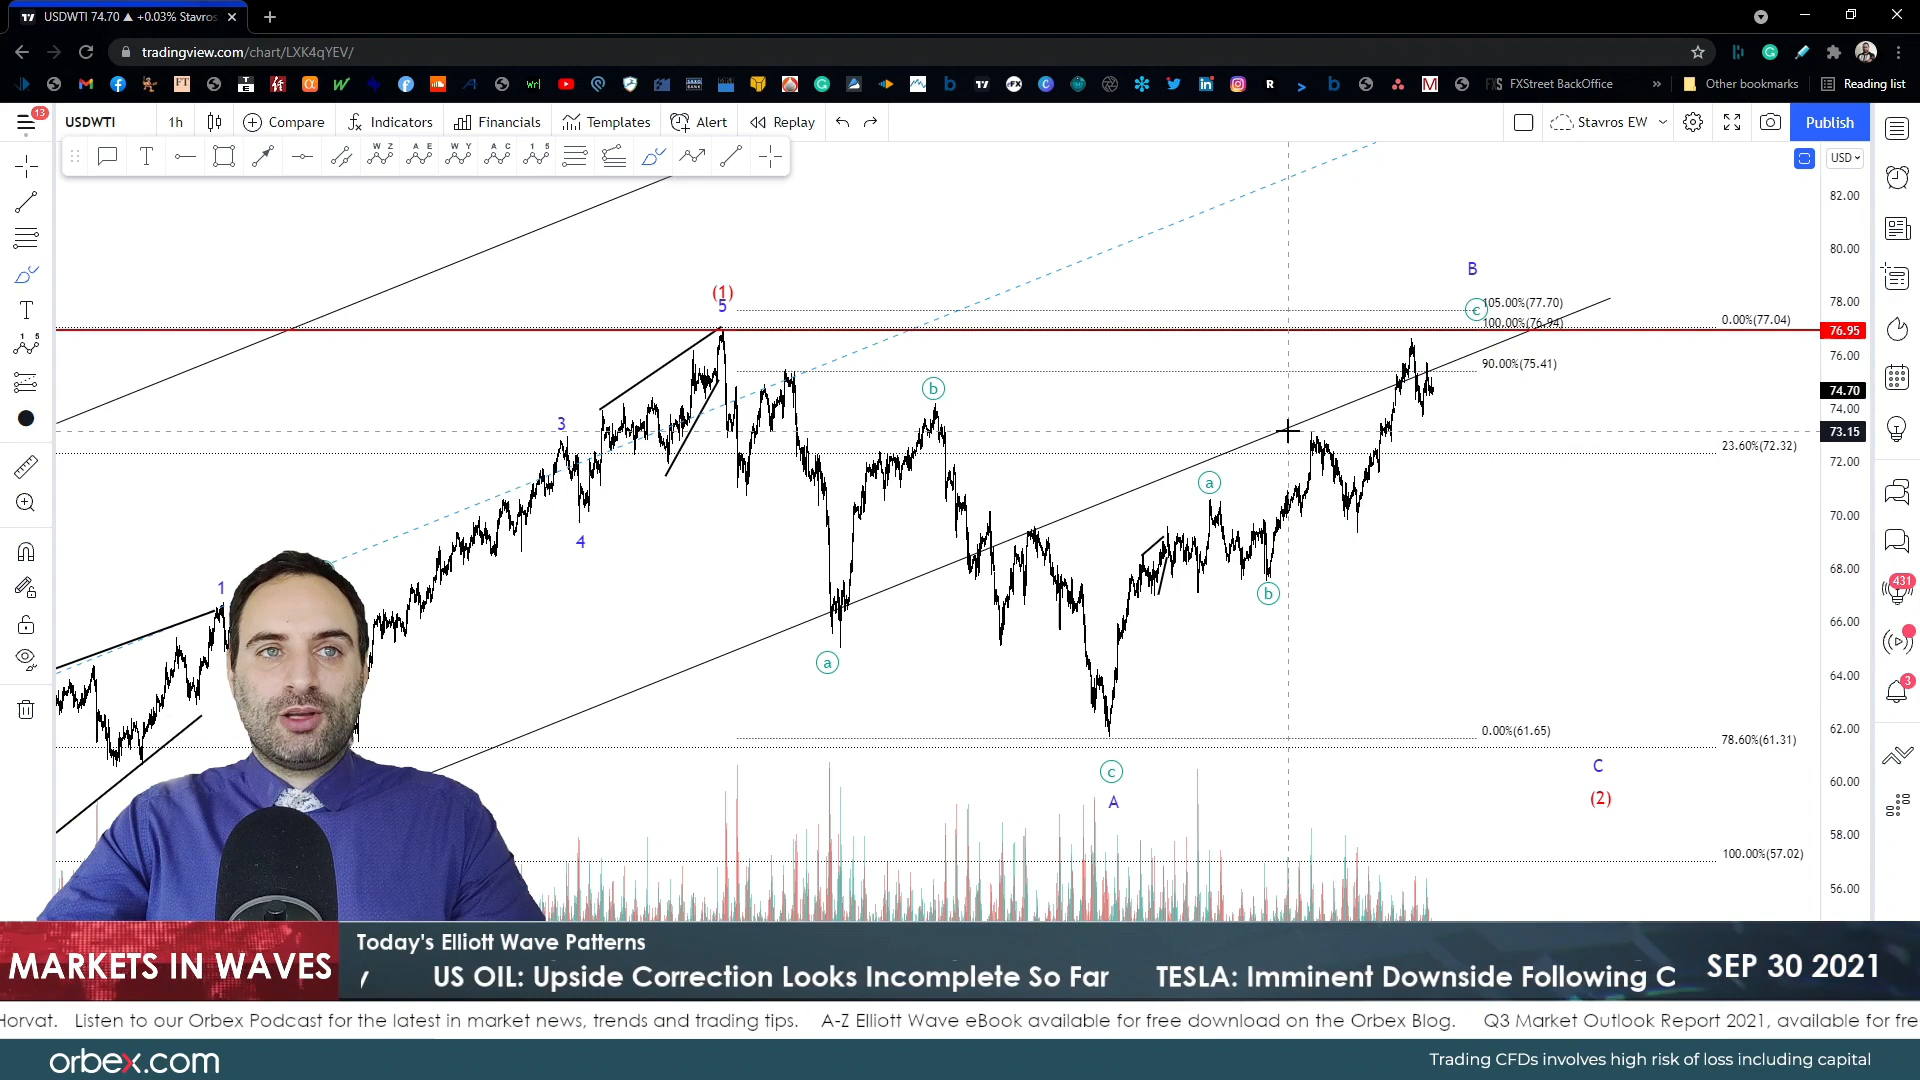 USDWTI 74.70 ▲ +0.03% Stavros
tradingview.com/chart/LXK4qYEV/
FXStreet BackOffice
Other bookmarks
Reading list
13
USDWTI
1h
Compare
Indicators
Financials
Templates
Alert
Replay
Stavros EW
Publish
USD
82.00
80.00
B
105.00%(77.70)
78.00
(1)
5
c
100.00%(76.94)
0.00%(77.04)
76.95
76.00
90.00%(75.41)
b
74.70
74.00
3
73.15
23.60%(72.32)
72.00
a
70.00
4
68.00
1
b
431
66.00
a
64.00
3
0.00%(61.65)
62.00
78.60%(61.31)
c
C
60.00
A
(2)
58.00
100.00%(57.02)
56.00
Today's Elliott Wave Patterns
MARKETS IN WAVES
US OIL: Upside Correction Looks Incomplete So Far
TESLA: Imminent Downside Following C
SEP 30 2021
Horvat. Listen to our Orbex Podcast for the latest in market news, trends and trading tips. A-Z Elliott Wave eBook available for free download on the Orbex Blog. Q3 Market Outlook Report 2021, available for fre
orbex.com
Trading CFDs involves high risk of loss including capital